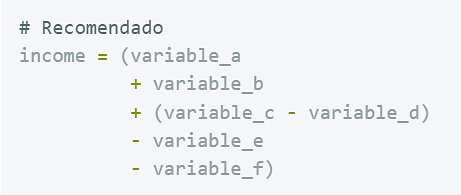 # Recomendado
income = (variable_a
          + variable_b
          + (variable_c - variable_d)
          - variable_e
          - variable_f)